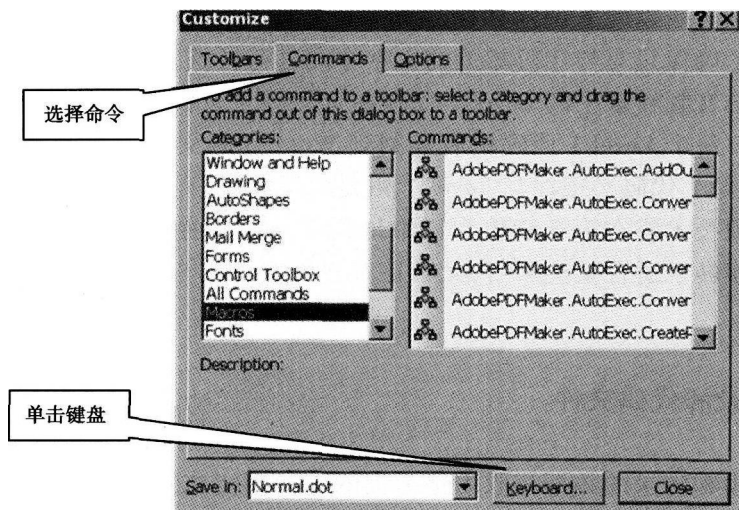 Customize
Toolbars Commands Options
选择命令
To add a command to a toolbar: select a category and drag the
command out of this dialog box to a toolbar.
Categories: Commands:
Window and Help
Drawing
AutoShapes
Borders
Mail Merge
Forms
Control Toolbox
All Commands
Macros
Fonts
AdobePDFMaker.AutoExec.AddOu
AdobePDFMaker.AutoExec.Conver
AdobePDFMaker.AutoExec.Conver
AdobePDFMaker.AutoExec.Conver
AdobePDFMaker.AutoExec.Conver
AdobePDFMaker.AutoExec.CreateF
Description:
单击键盘
Save in: Normal.dot Keyboard... Close